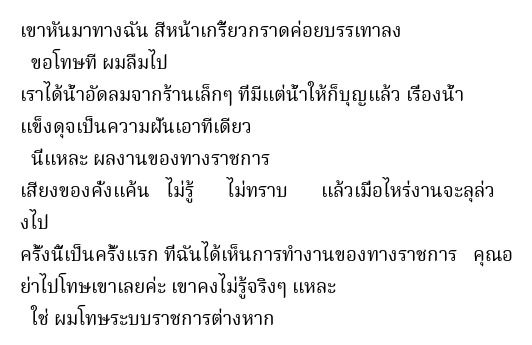 เขาหันมาทางฉัน สีหน้าเกรี้ยวกราดค่อยบรรเทาลง
ขอโทษที ผมลืมไป
เราได้น้ำอัดลมจากร้านเล็กๆ ที่มีแต่น้ำให้ก็บุญแล้ว เรื่องน้ำ
แข็งดุจเป็นความฝันเอาทีเดียว
นี่แหละ ผลงานของทางราชการ
เสียงของคั่งแค้น ไม่รู้ ไม่ทราบ แล้วเมื่อไหร่งานจะลุล่ว
งไป
ครั้งนี้เป็นครั้งแรก ที่ฉันได้เห็นการทำงานของทางราชการ คุณอ
ย่าไปโทษเขาเลยค่ะ เขาคงไม่รู้จริงๆ แหละ
ใช่ ผมโทษระบบราชการต่างหาก